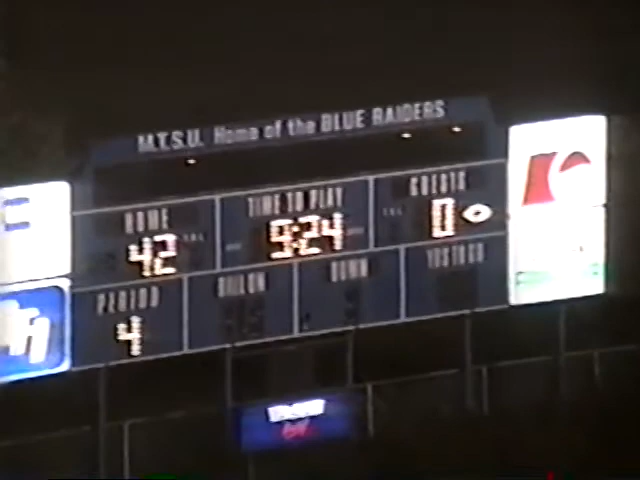 M.T.S.U. Home of the BLUE RAIDERS
HOME TIME TO PLAY GUESTS
42 9:24 0
PERIOD BALL ON DOWN YDS TO GO
4